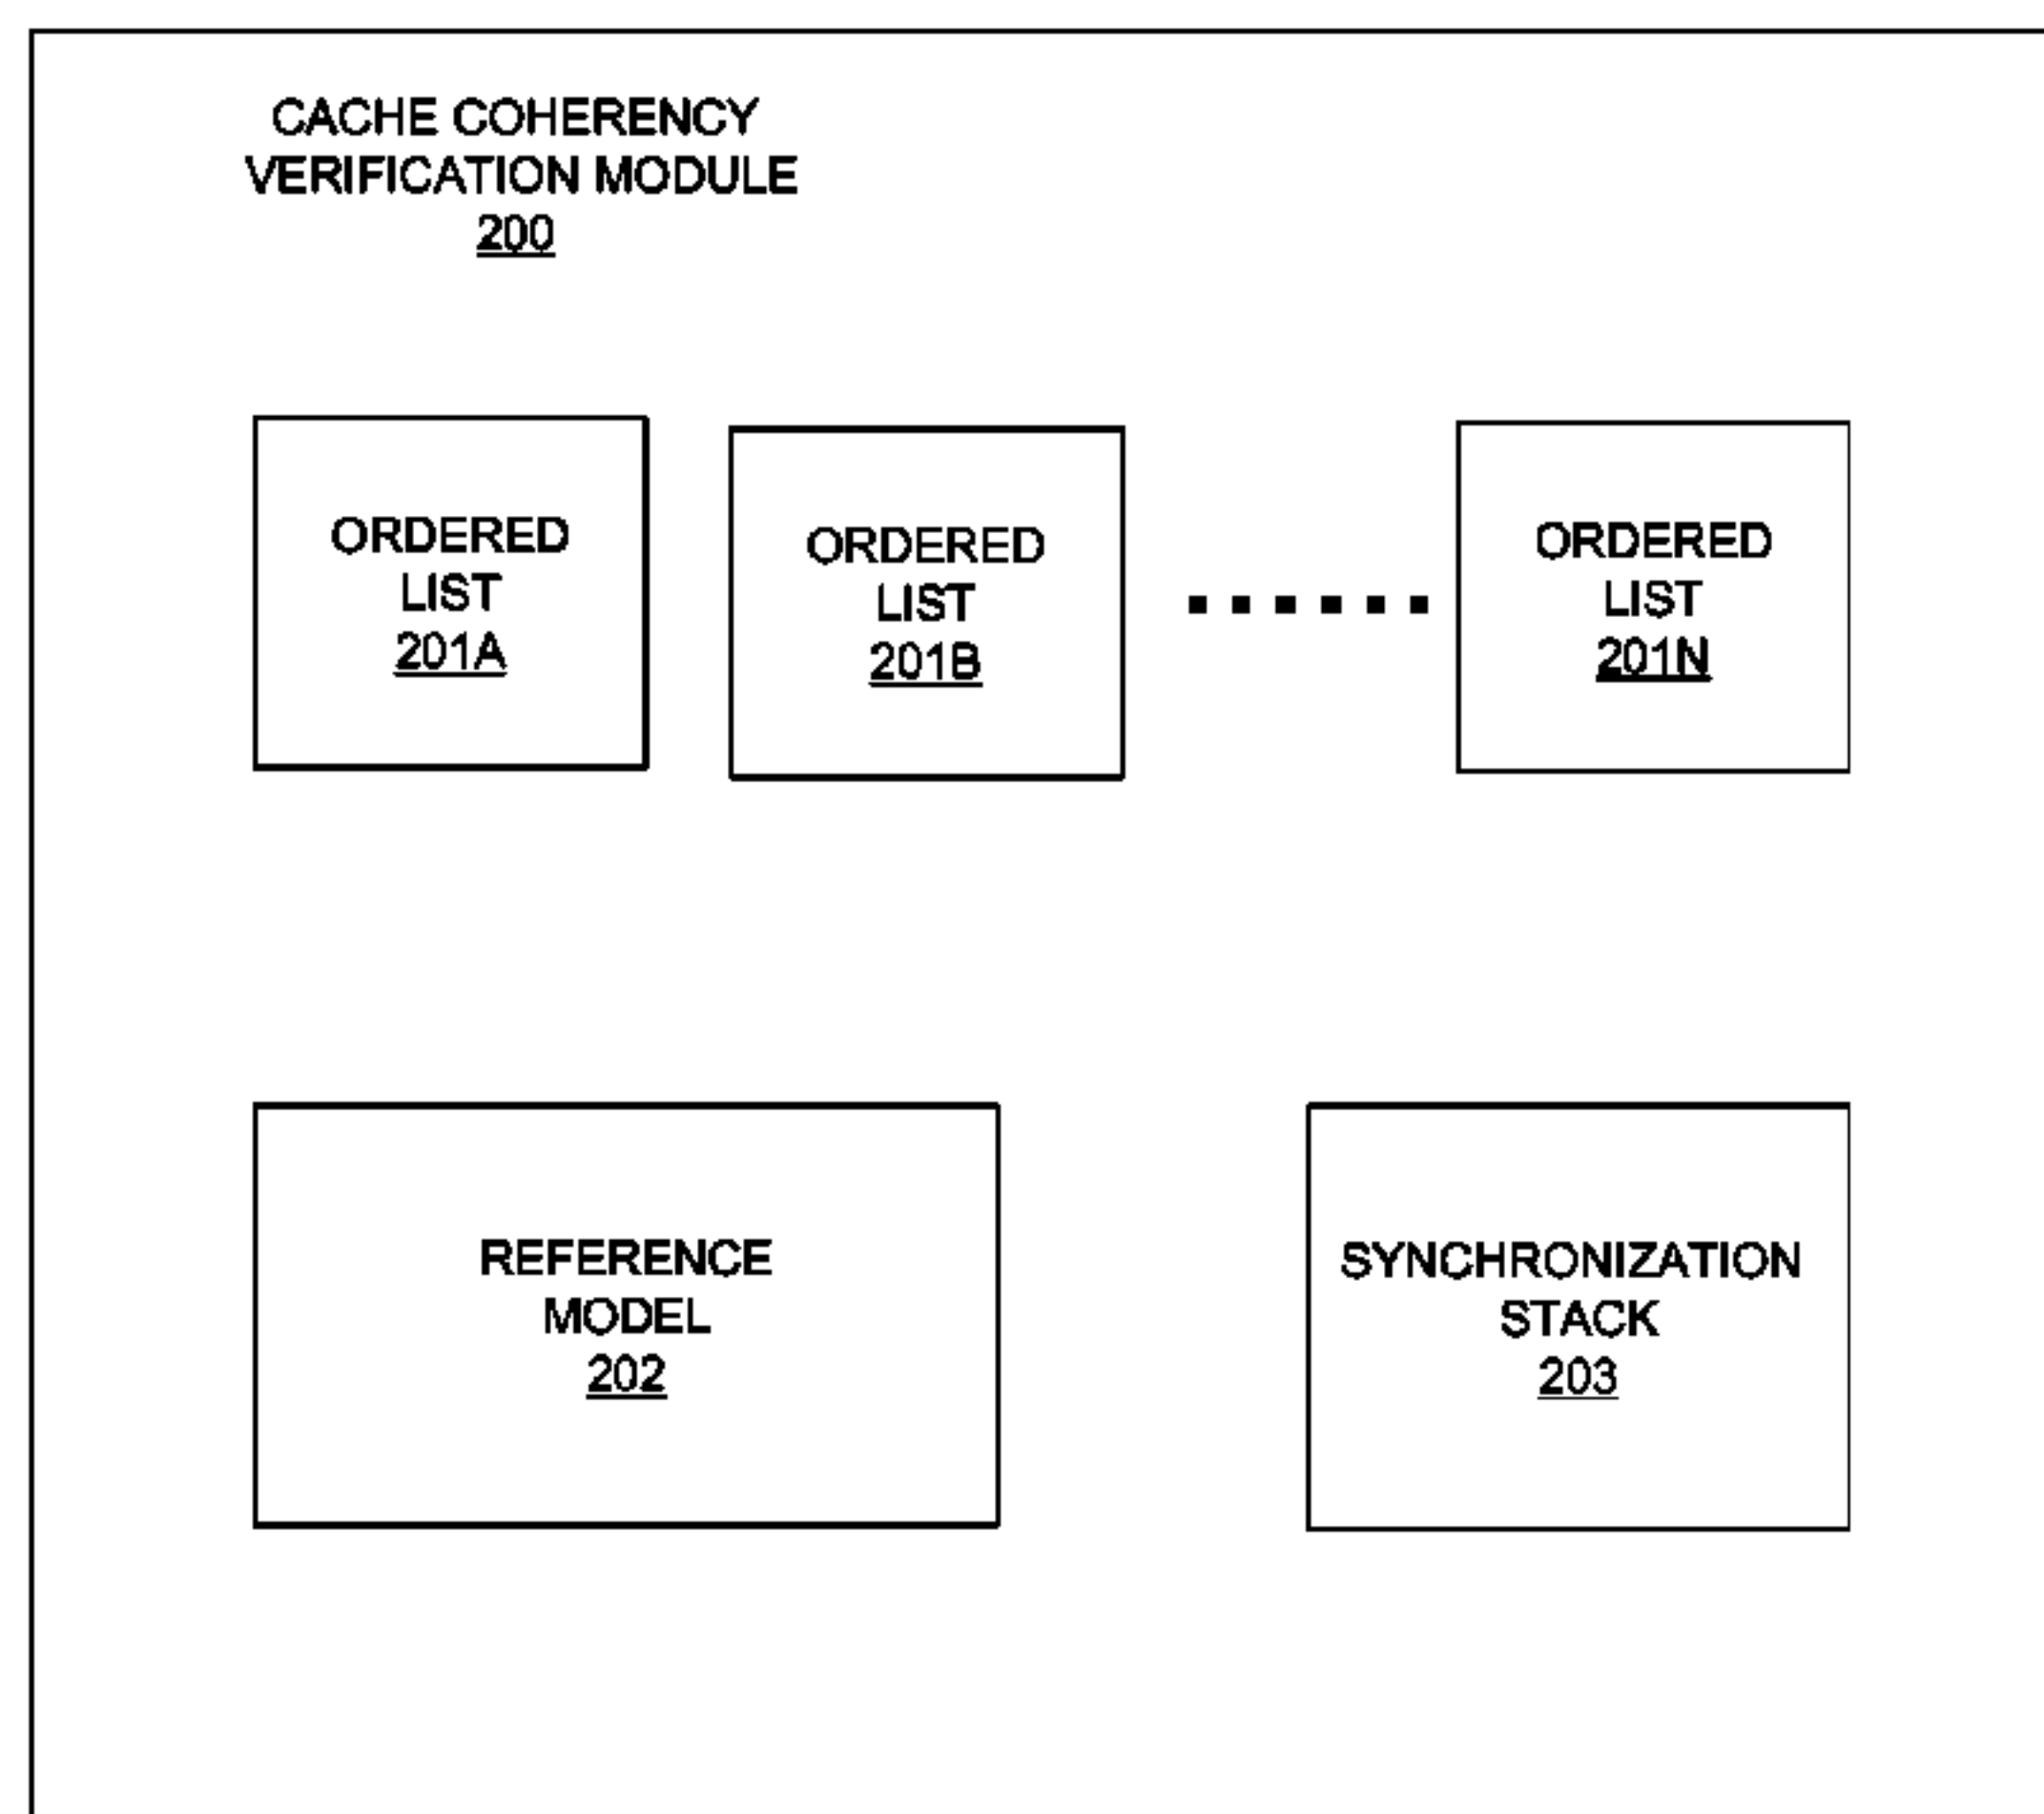 CACHE COHERENCY
VERIFICATION MODULE
200
ORDERED
LIST
201A
ORDERED
LIST
201B
ORDERED
LIST
201N
REFERENCE
MODEL
202
SYNCHRONIZATION
STACK
203